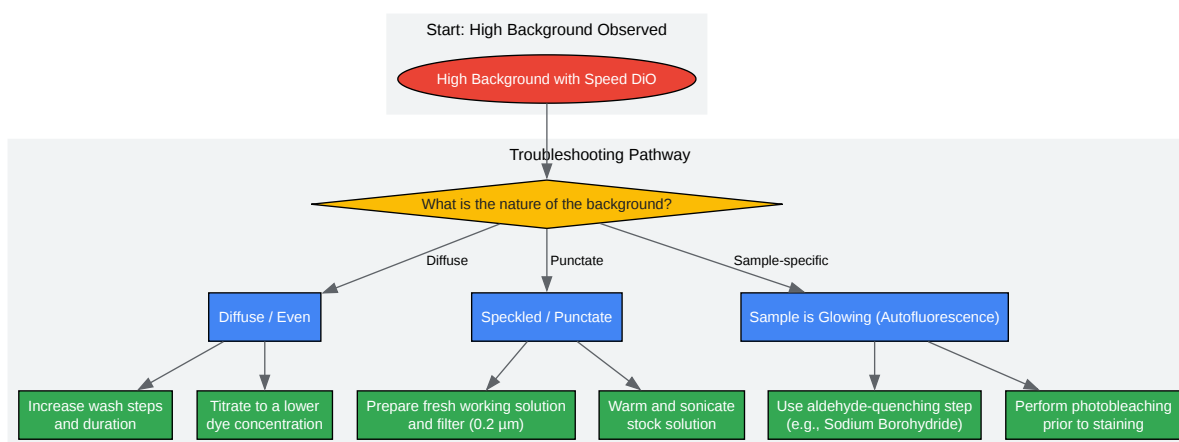 Start: High Background Observed
High Background with Speed DiO
Troubleshooting Pathway
What is the nature of the background?
Diffuse
Punctate
Sample-specific
Diffuse / Even
Speckled / Punctate
Sample is Glowing (Autofluorescence)
Increase wash steps
and duration
Titrate to a lower
dye concentration
Prepare fresh working solution
and filter (0.2 µm)
Warm and sonicate
stock solution
Use aldehyde-quenching step
(e.g., Sodium Borohydride)
Perform photobleaching
prior to staining